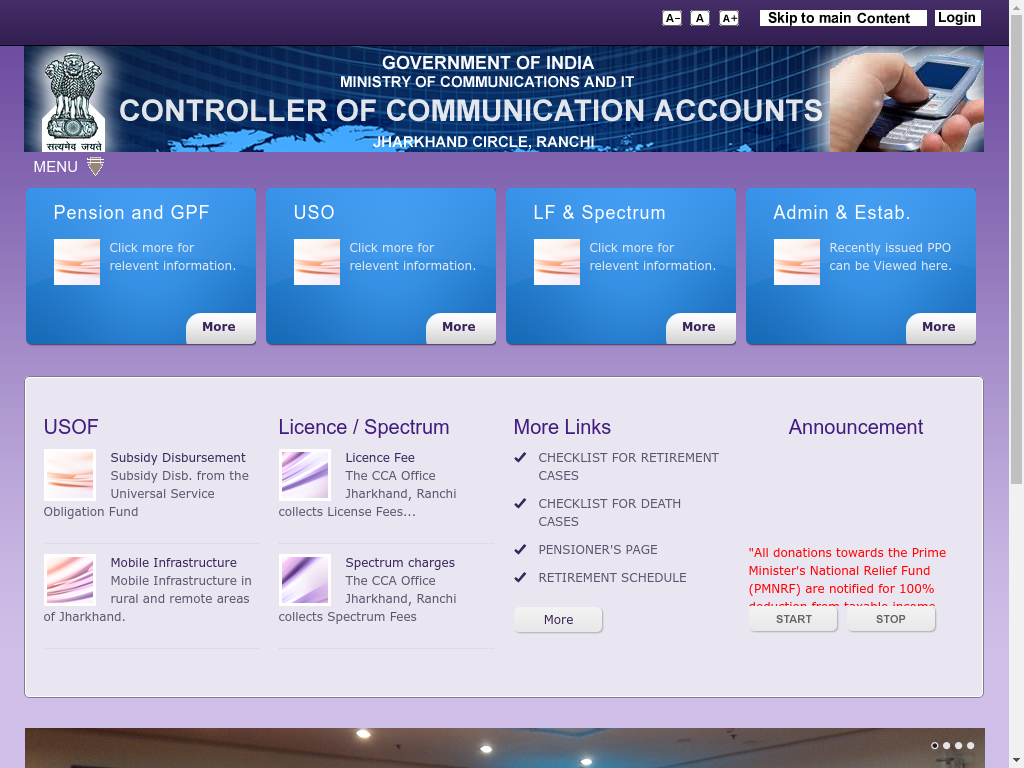 A- A A+ Skip to main Content Login
GOVERNMENT OF INDIA
MINISTRY OF COMMUNICATIONS AND IT
CONTROLLER OF COMMUNICATION ACCOUNTS
सत्यमेव जयते
JHARKHAND CIRCLE, RANCHI
MENU
Pension and GPF
Click more for
relevent information.
More
USO
Click more for
relevent information.
More
LF & Spectrum
Click more for
relevent information.
More
Admin & Estab.
Recently issued PPO
can be Viewed here.
More
USOF
Subsidy Disbursement
Subsidy Disb. from the
Universal Service
Obligation Fund
Mobile Infrastructure
Mobile Infrastructure in
rural and remote areas
of Jharkhand.
Licence / Spectrum
Licence Fee
The CCA Office
Jharkhand, Ranchi
collects License Fees...
Spectrum charges
The CCA Office
Jharkhand, Ranchi
collects Spectrum Fees
More Links
CHECKLIST FOR RETIREMENT
CASES
CHECKLIST FOR DEATH
CASES
PENSIONER'S PAGE
RETIREMENT SCHEDULE
More
Announcement
"All donations towards the Prime
Minister's National Relief Fund
(PMNRF) are notified for 100%
deduction from taxable income
START STOP